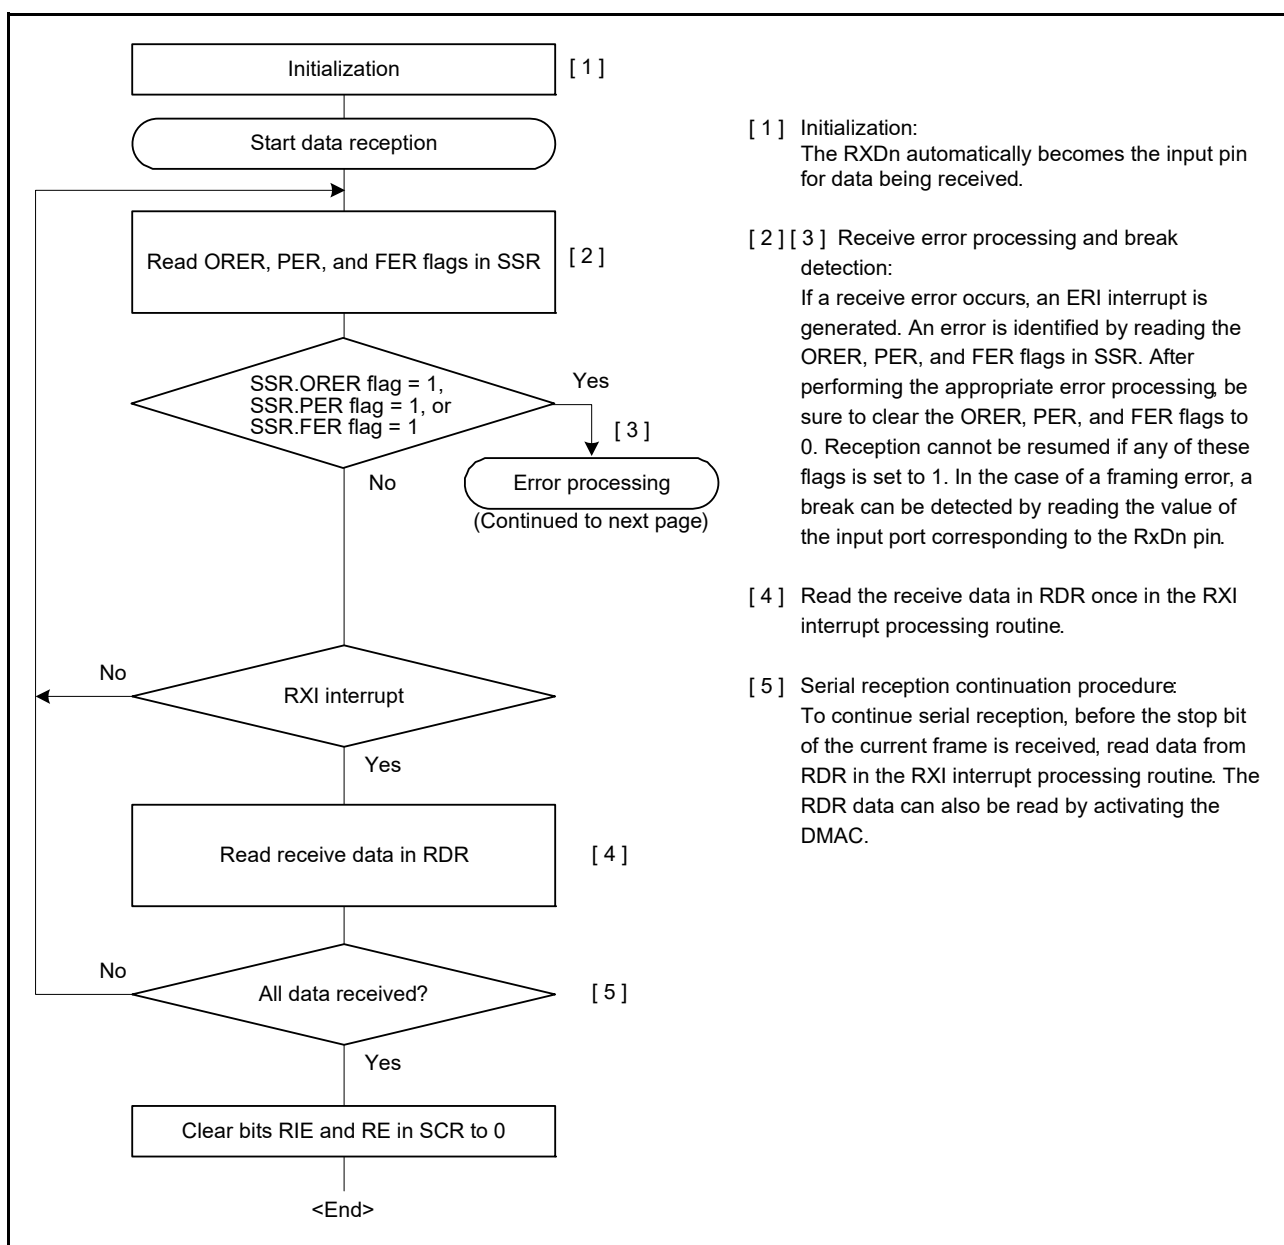 Initialization
[ 1 ]
Start data reception
Read ORER, PER, and FER flags in SSR
[ 2 ]
SSR.ORER flag = 1,
SSR.PER flag = 1, or
SSR.FER flag = 1
Yes
[ 3 ]
No
Error processing
(Continued to next page)
No
RXI interrupt
Yes
Read receive data in RDR
[ 4 ]
No
All data received?
[ 5 ]
Yes
Clear bits RIE and RE in SCR to 0
<End>
[ 1 ] Initialization:
The RXDn automatically becomes the input pin
for data being received.
[ 2 ] [ 3 ] Receive error processing and break
detection:
If a receive error occurs, an ERI interrupt is
generated. An error is identified by reading the
ORER, PER, and FER flags in SSR. After
performing the appropriate error processing, be
sure to clear the ORER, PER, and FER flags to
0. Reception cannot be resumed if any of these
flags is set to 1. In the case of a framing error, a
break can be detected by reading the value of
the input port corresponding to the RxDn pin.
[ 4 ] Read the receive data in RDR once in the RXI
interrupt processing routine.
[ 5 ] Serial reception continuation procedure:
To continue serial reception, before the stop bit
of the current frame is received, read data from
RDR in the RXI interrupt processing routine. The
RDR data can also be read by activating the
DMAC.